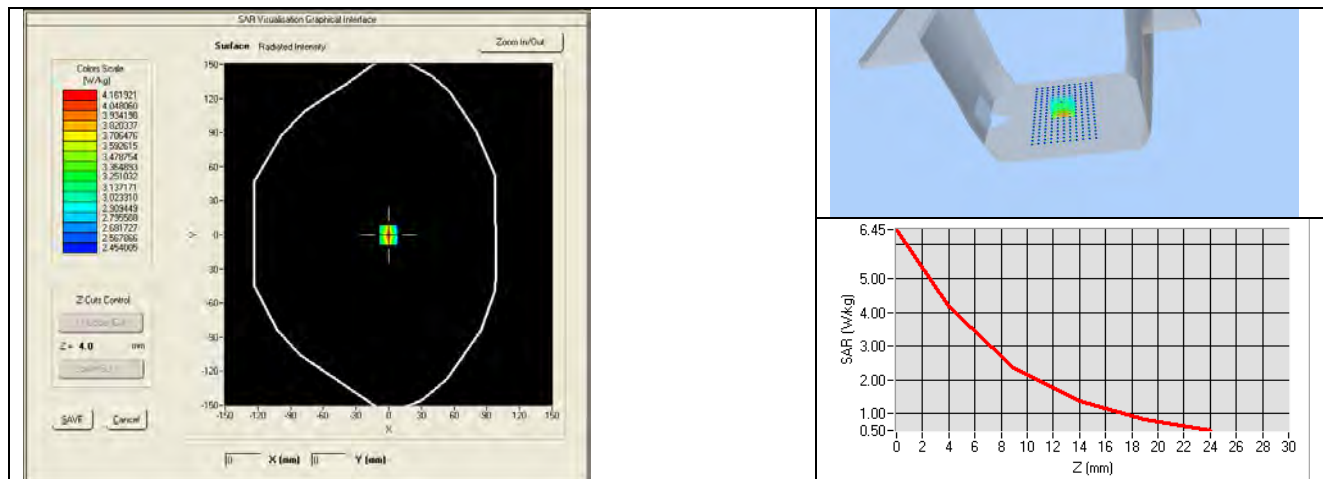 SAR Visualisation Graphical Interface
Surface Radiated Intensity
Zoom In/Out
Colors Scale
(W/kg)
4.161921
4.048060
3.934198
3.820337
3.706476
3.592615
3.478754
3.364893
3.251032
3.137171
3.023310
2.909449
2.795588
2.681727
2.567866
2.454005
150
120
90
60
30
0
-30
-60
-90
-120
-150
Y
-150 -120 -90 -60 -30 0 30 60 90 120 150
X
Z Cuts Control
Z = 4.0 mm
SAVE Cancel
0 X (mm) 0 Y (mm)
6.45
5.00
4.00
3.00
2.00
1.00
0.50
SAR (W/kg)
0 2 4 6 8 10 12 14 16 18 20 22 24 26 28 30
Z (mm)